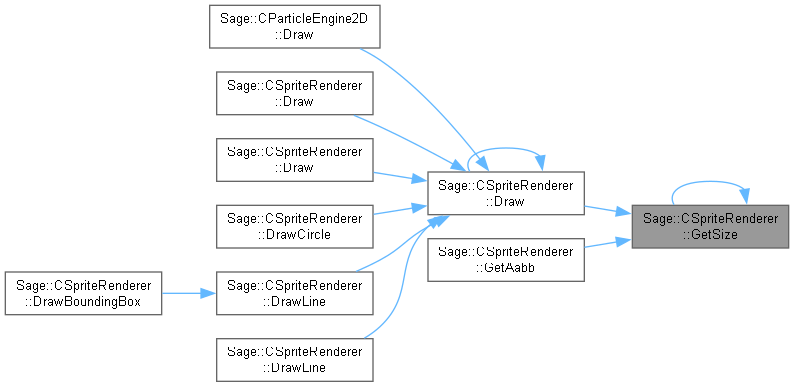 Sage::CParticleEngine2D
::Draw
Sage::CSpriteRenderer
::Draw
Sage::CSpriteRenderer
::Draw
Sage::CSpriteRenderer
::DrawCircle
Sage::CSpriteRenderer
::DrawBoundingBox
Sage::CSpriteRenderer
::DrawLine
Sage::CSpriteRenderer
::DrawLine
Sage::CSpriteRenderer
::Draw
Sage::CSpriteRenderer
::GetAabb
Sage::CSpriteRenderer
::GetSize